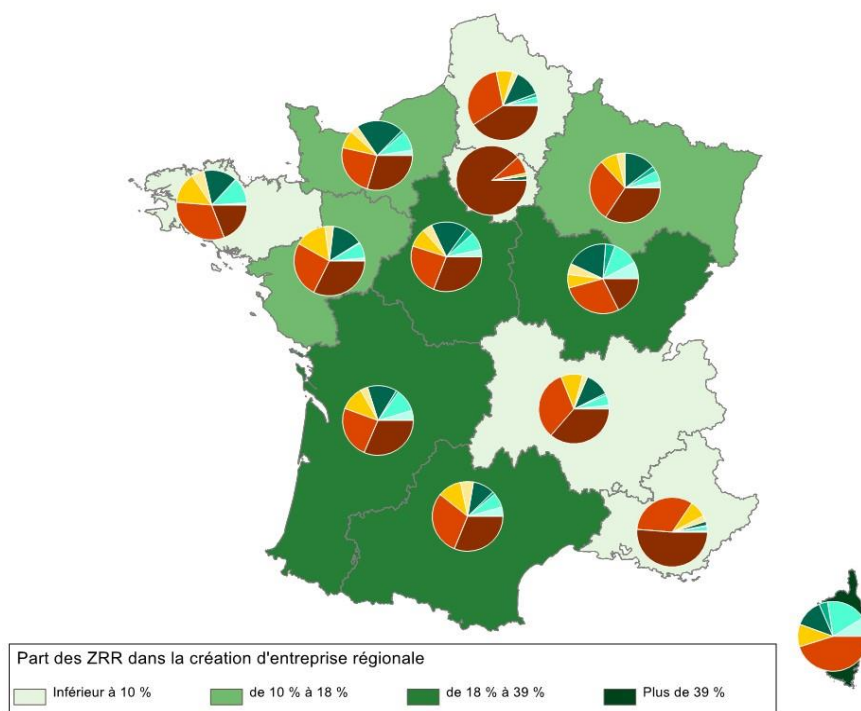 Part des ZRR dans la création d'entreprise régionale
Inférieur à 10 % de 10 % à 18 % de 18 % à 39 % Plus de 39 %